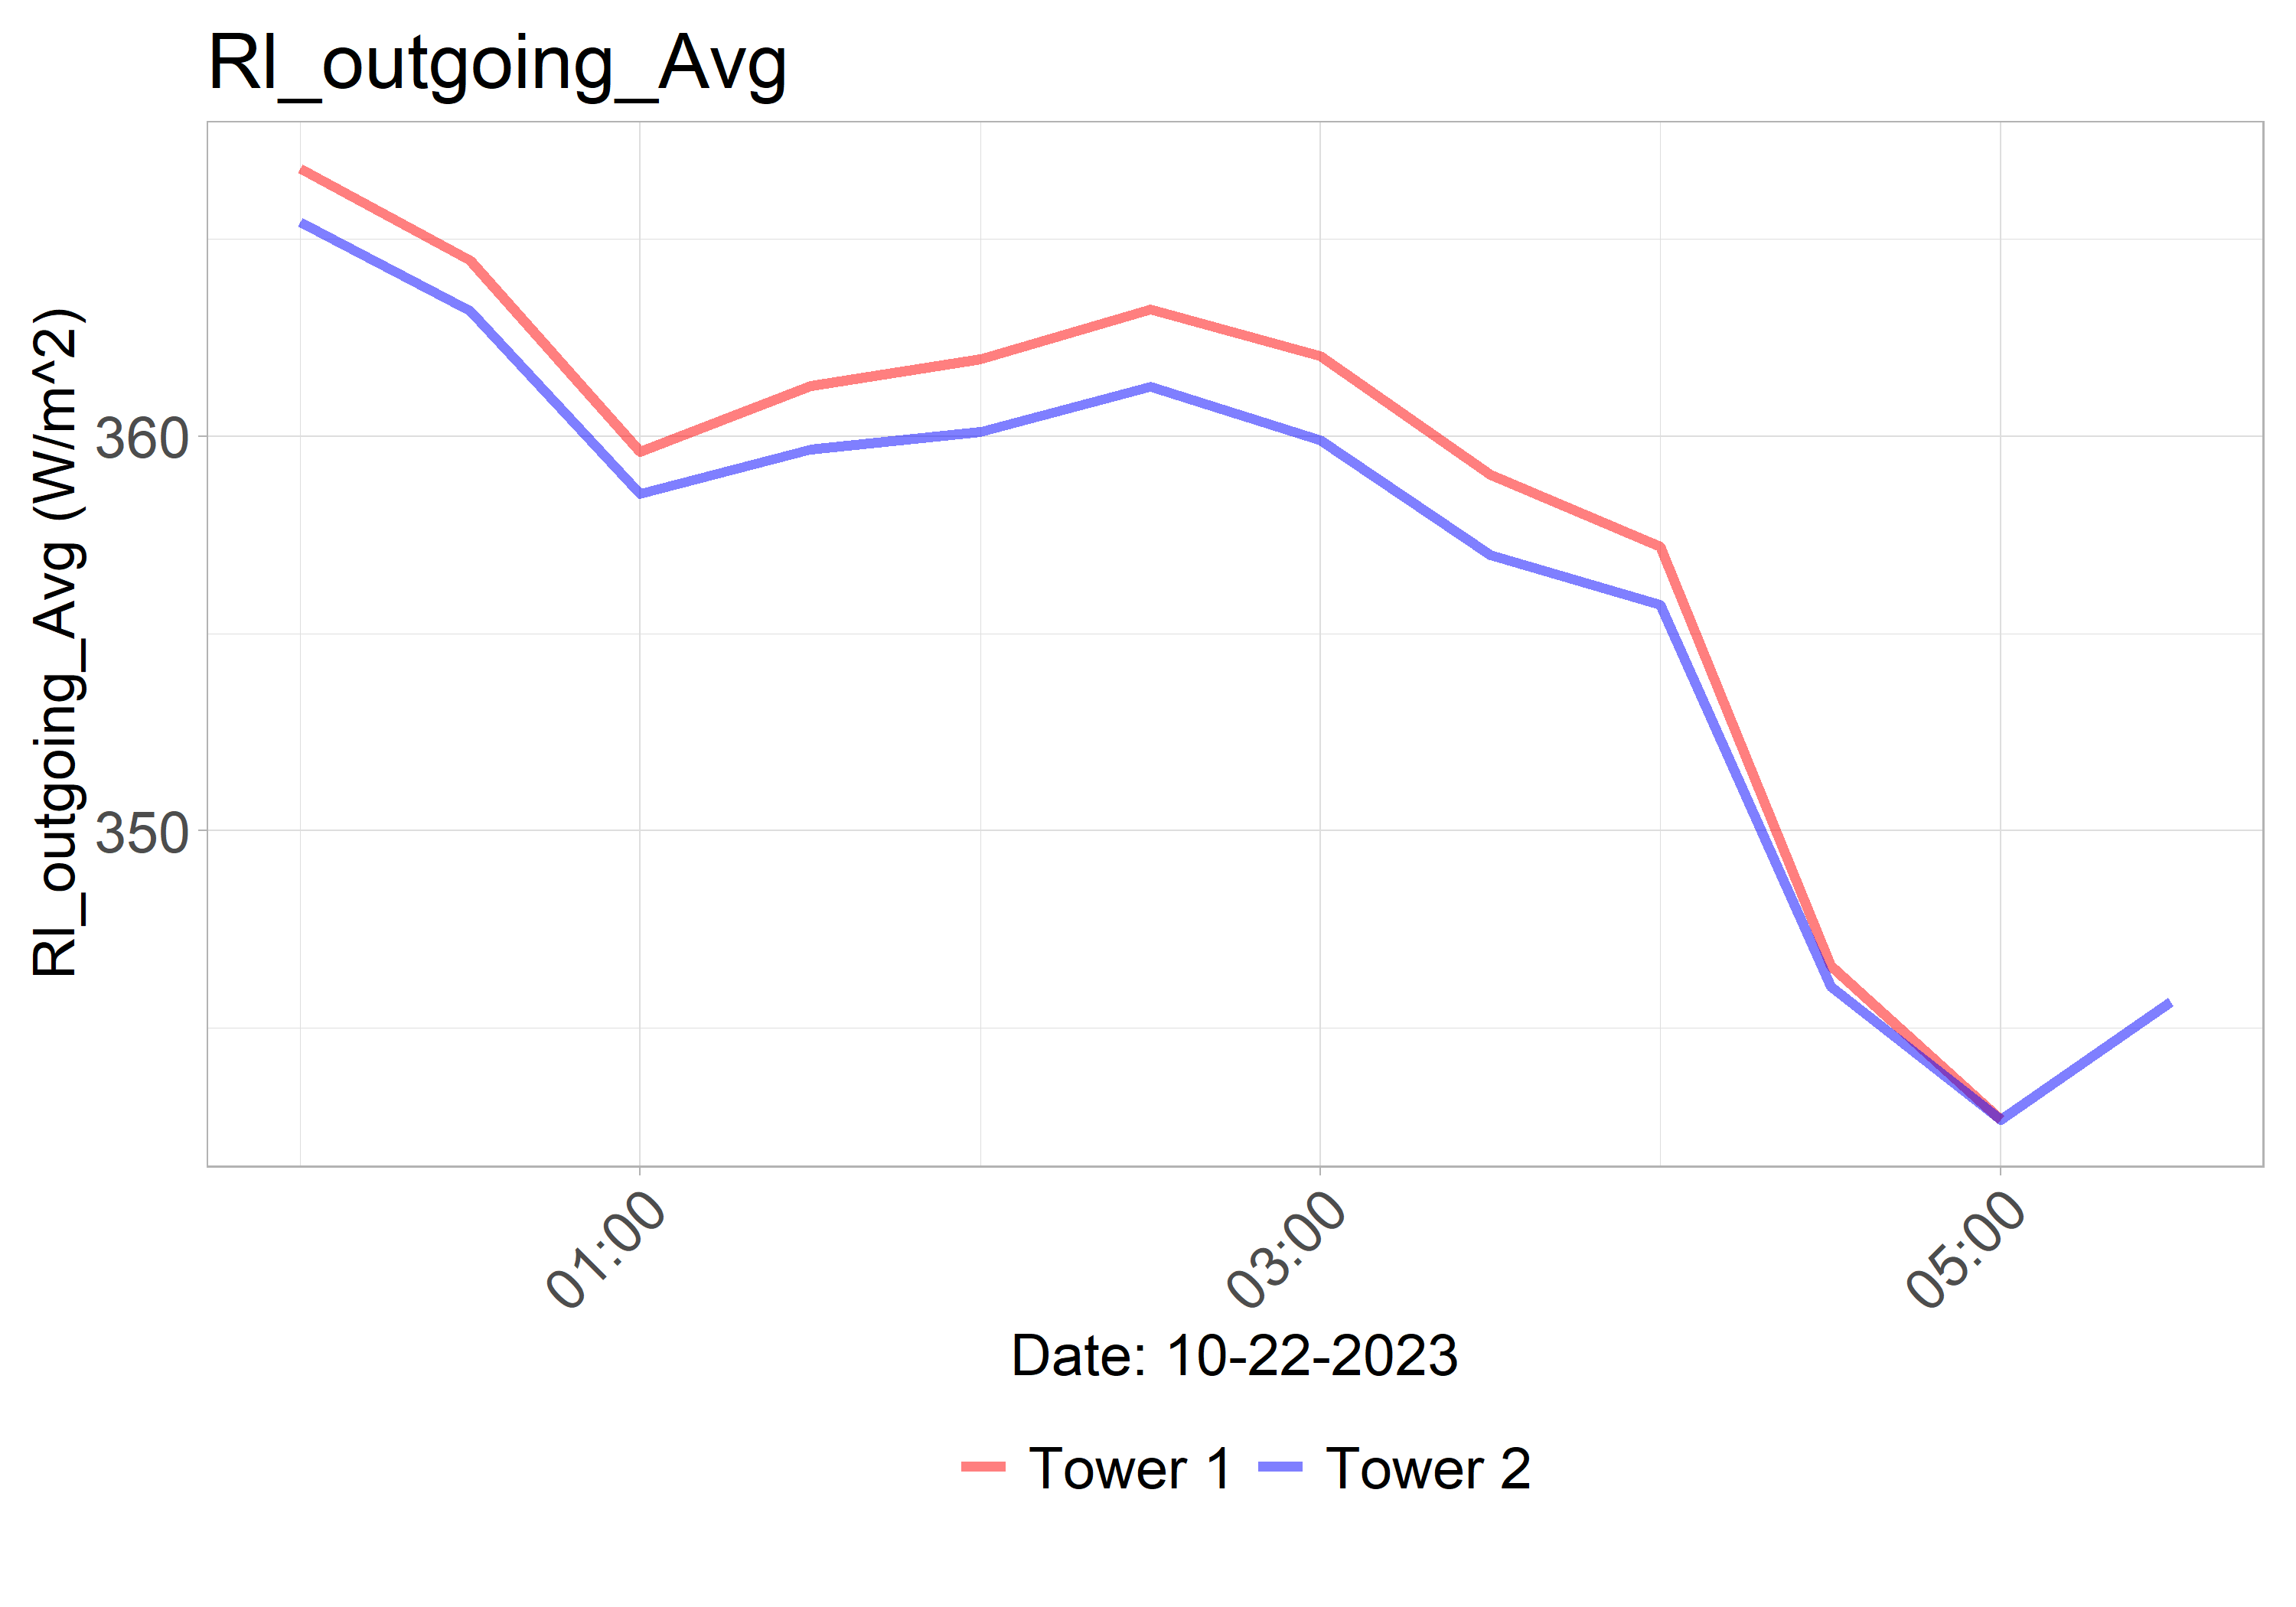 Rl_outgoing_Avg
Rl_outgoing_Avg (W/m^2)
360
350
01:00
03:00
05:00
Date: 10-22-2023
Tower 1
Tower 2